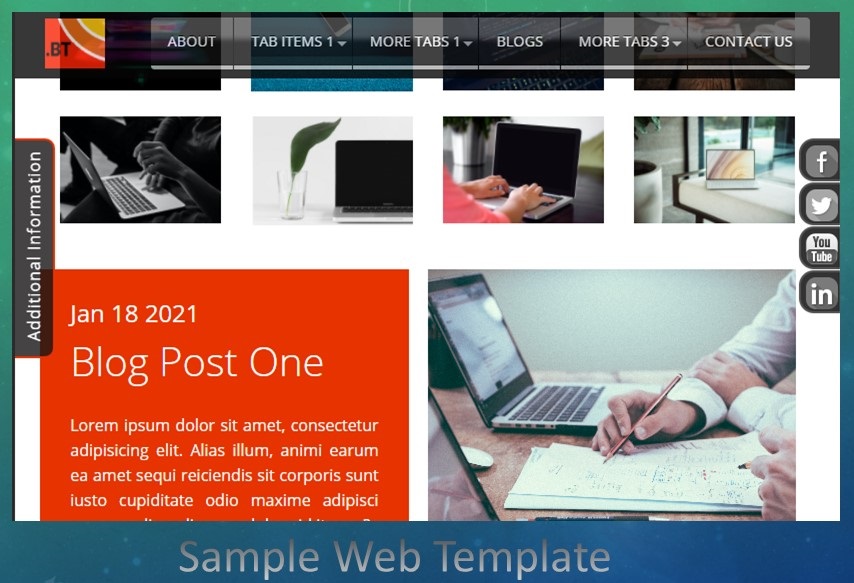 .BT
ABOUT TAB ITEMS 1 MORE TABS 1 BLOGS MORE TABS 3 CONTACT US
Additional Information
f
You
Tube
in
Jan 18 2021
Blog Post One
Lorem ipsum dolor sit amet, consectetur
adipisicing elit. Alias illum, animi earum
ea amet sequi reiciendis sit corporis sunt
iusto cupiditate odio maxime adipisci
Sample Web Template